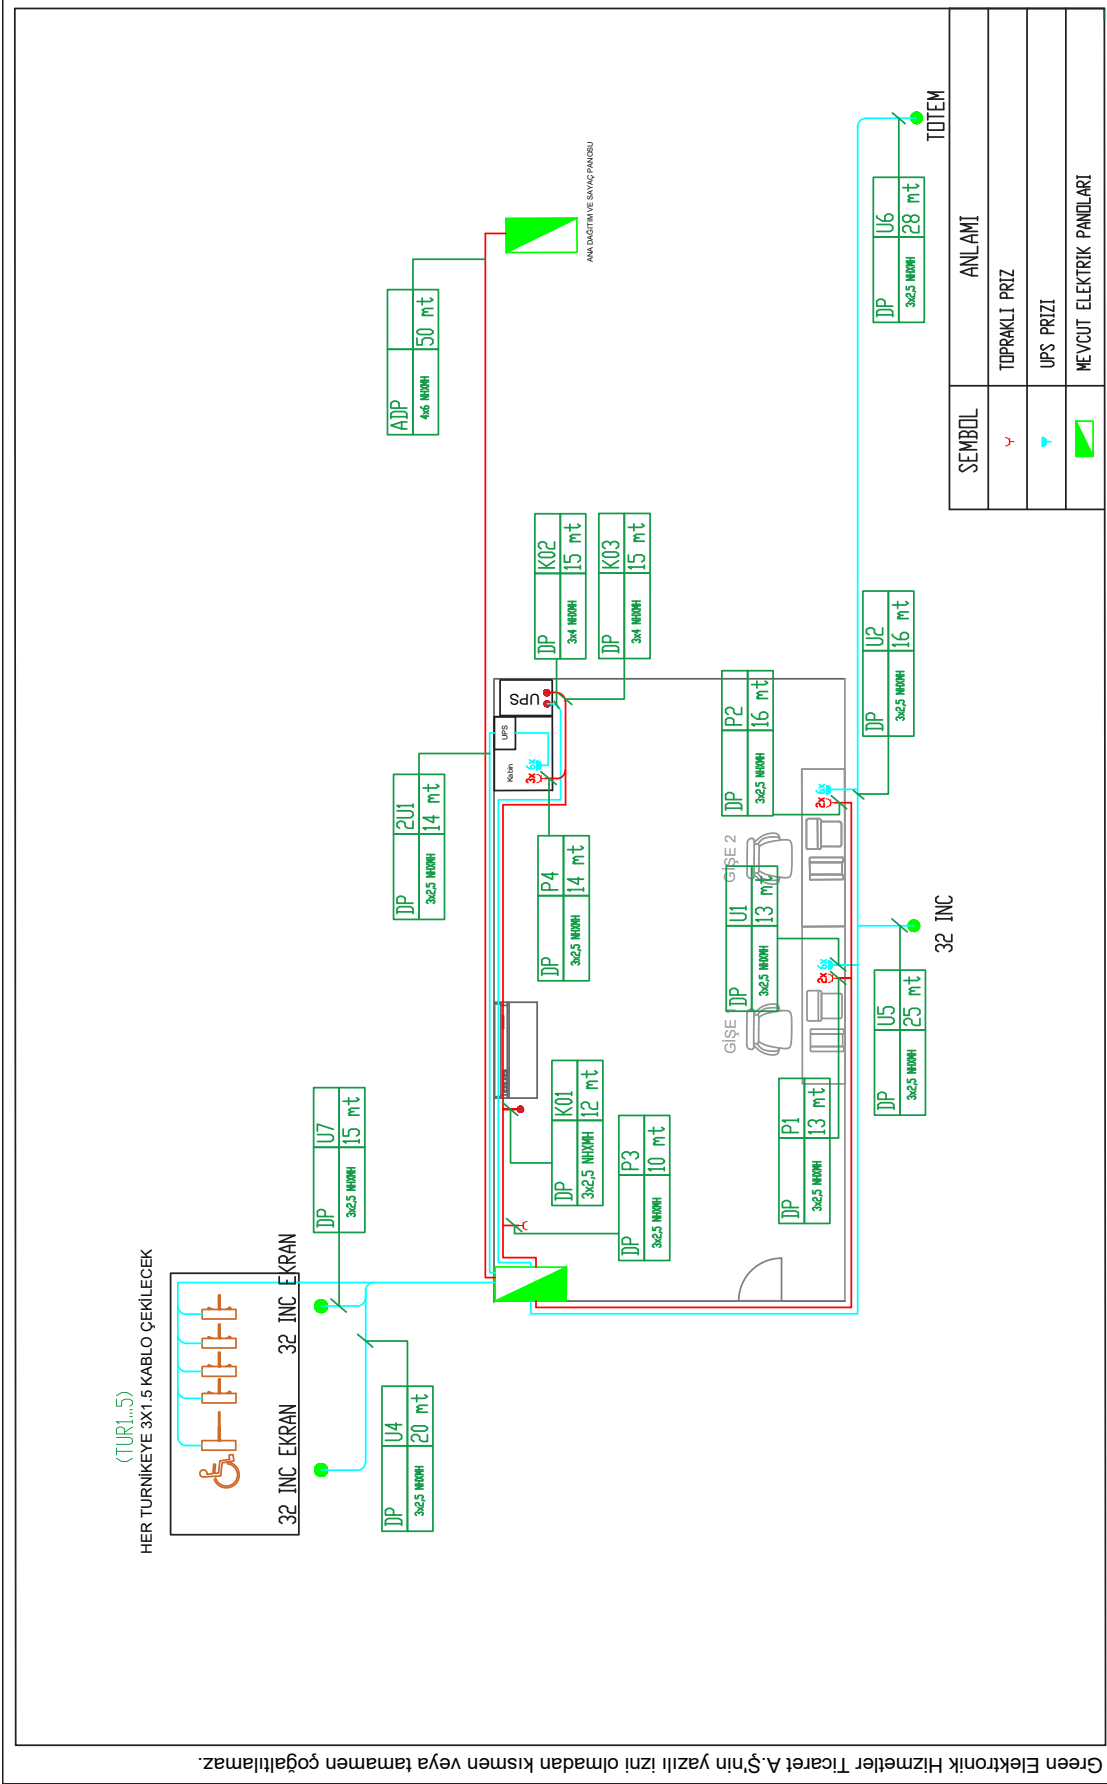 (TUR1...5)
HER TURNİKEYE 3X1.5 KABLO ÇEKİLECEK
32 INC EKRAN
32 INC EKRAN
DP U7
3x2,5 NHXMH 15 mt
DP U4
3x2,5 NHXMH 20 mt
ADP
4x6 NHXMH 50 mt
ANA DAĞITIM VE SAYAÇ PANOSU
DP 2U1
3x2,5 NHXMH 14 mt
DP K02
3x4 NHXMH 15 mt
DP K03
3x4 NHXMH 15 mt
UPS
UPS
Kabin
3x 6x
DP P4
3x2,5 NHXMH 14 mt
DP K01
3x2,5 NHXMH 12 mt
DP P3
3x2,5 NHXMH 10 mt
DP P2
3x2,5 NHXMH 16 mt
GİŞE 2
DP U1
3x2,5 NHXMH 13 mt
GİŞE
DP P1
3x2,5 NHXMH 13 mt
2x 6x
2x 6x
DP U2
3x2,5 NHXMH 16 mt
DP U5
3x2,5 NHXMH 25 mt
32 INC
DP U6
3x2,5 NHXMH 28 mt
TOTEM
SEMBOL ANLAMI
TOPRAKLI PRIZ
UPS PRIZI
MEVCUT ELEKTRIK PANOLARI
Green Elektronik Hizmetler Ticaret A.Ş'nin yazılı izni olmadan kısmen veya tamamen çoğaltılamaz.